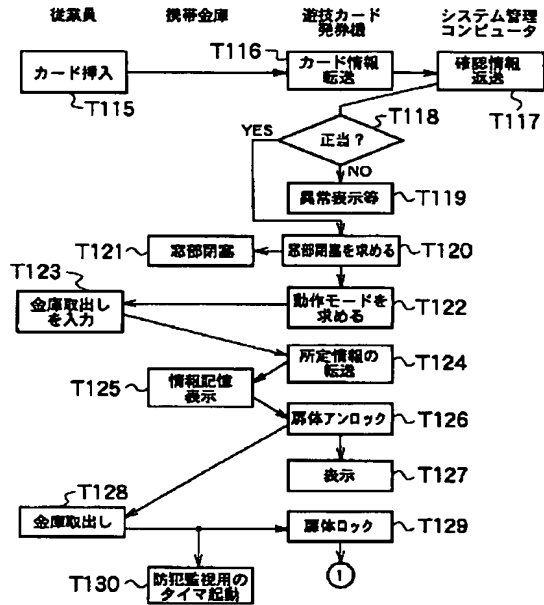 従業員
携帯金庫
遊技カード
発券機
システム管理
コンピュータ
T116
カード挿入
カード情報
転送
確認情報
返送
T115
T117
T118
YES
正当?
NO
異常表示等
T119
T121
窓部閉塞
窓部閉塞を求める
T120
T123
金庫取出し
を入力
動作モードを
求める
T122
所定情報の
転送
T124
T125
情報記憶
表示
扉体アンロック
T126
表示
T127
T128
金庫取出し
扉体ロック
T129
T130
防犯監視用の
タイマ起動
1